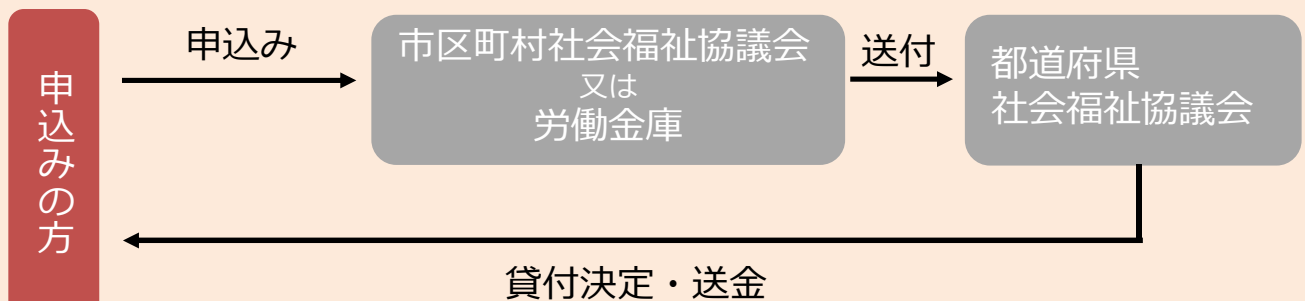 申込みの方
申込み
市区町村社会福祉協議会
又は
労働金庫
送付
都道府県
社会福祉協議会
貸付決定・送金